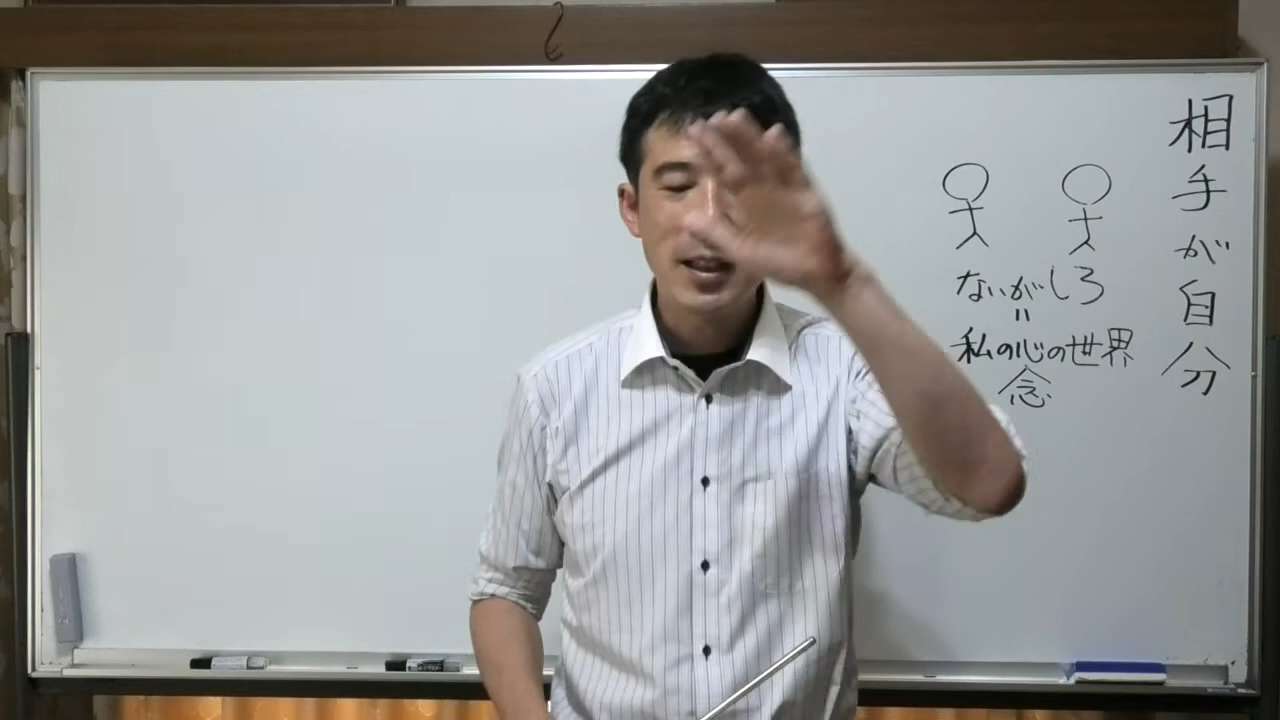 相手が自分
ないがしろ
=
私の心の世界
念